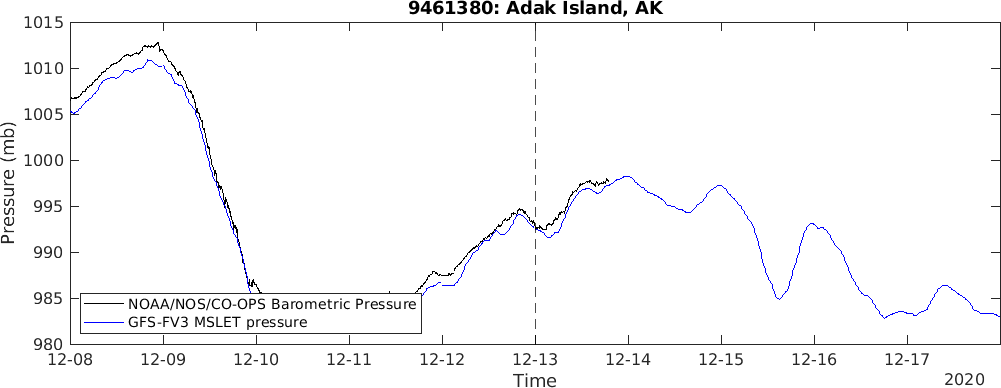 9461380: Adak Island, AK
Pressure (mb)
1015
1010
1005
1000
995
990
985
980
NOAA/NOS/CO-OPS Barometric Pressure
GFS-FV3 MSLET pressure
12-08 12-09 12-10 12-11 12-12 12-13 12-14 12-15 12-16 12-17
Time
2020